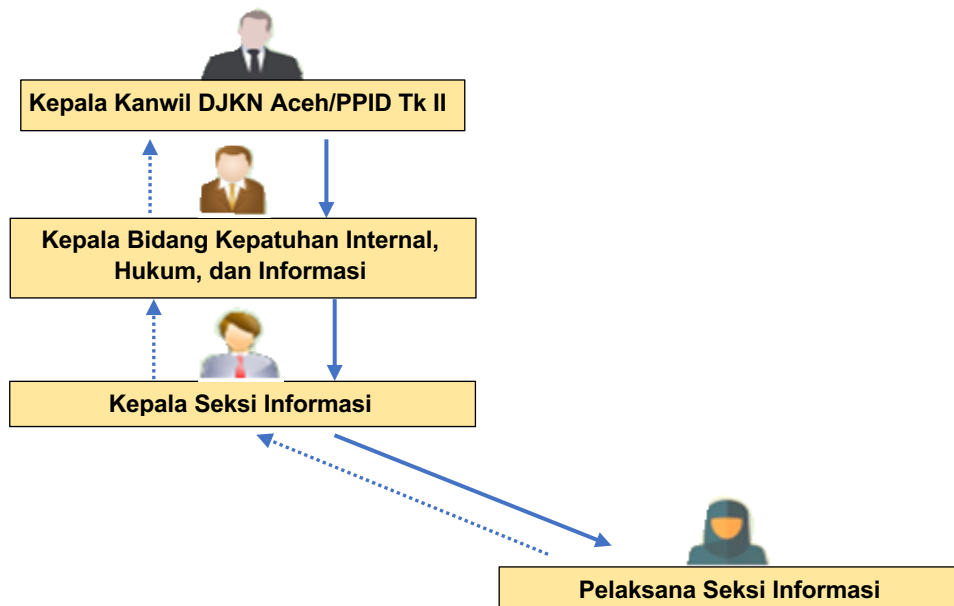 Kepala Kanwil DJKN Aceh/PPID Tk II
Kepala Bidang Kepatuhan Internal,
Hukum, dan Informasi
Kepala Seksi Informasi
Pelaksana Seksi Informasi